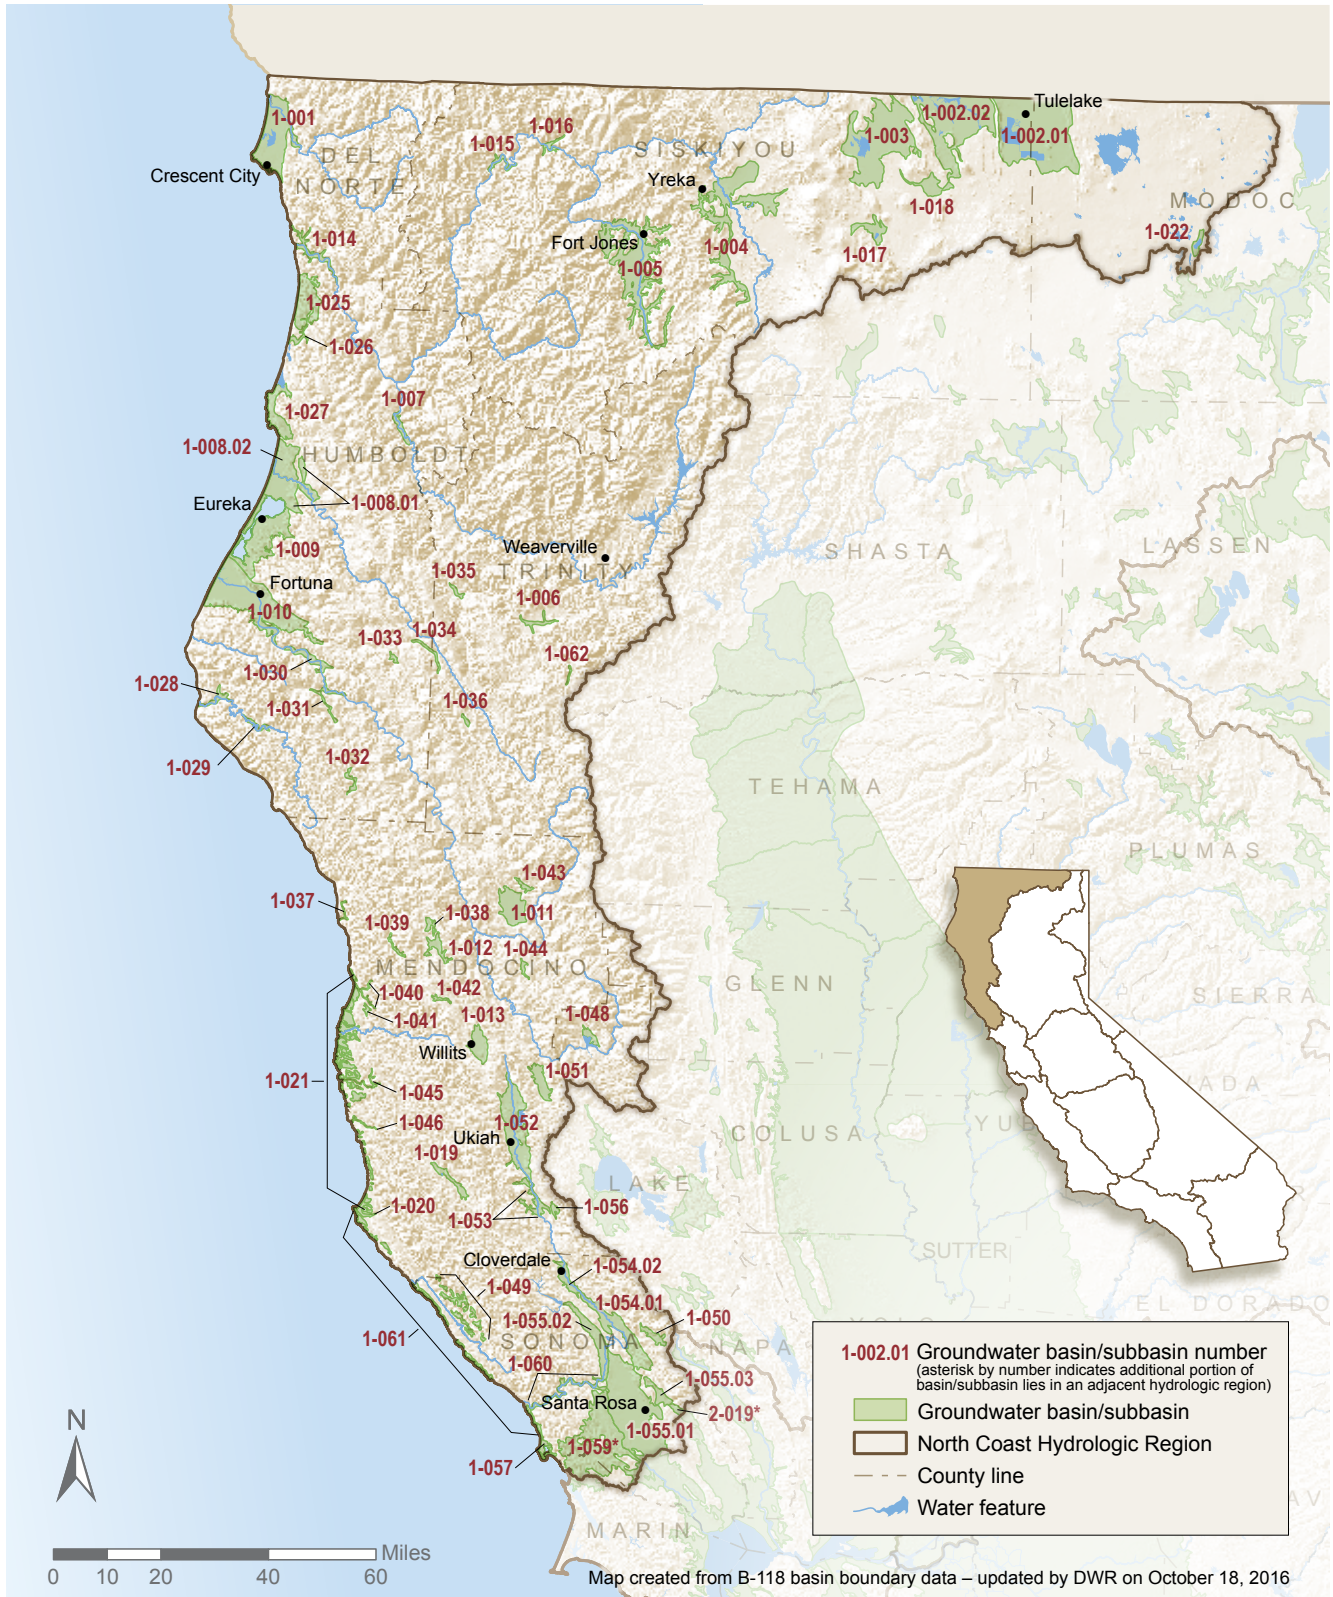 Tulelake
1-001
1-016
1-015
1-003
1-002.02
1-002.01
DEL
NORTE
SISKIYOU
Crescent City
Yreka
1-018
MODOC
1-014
Fort Jones
1-004
1-017
1-022
1-005
1-025
1-026
1-007
1-027
1-008.02
HUMBOLDT
1-008.01
Eureka
1-009
Weaverville
SHASTA
LASSEN
TRINITY
1-035
Fortuna
1-006
1-010
1-033
1-034
1-062
1-030
1-028
1-031
1-036
1-029
1-032
TEHAMA
PLUMAS
1-043
1-037
1-039
1-038
1-011
1-012
1-044
MENDOCINO
GLENN
SIERRA
1-040
1-042
1-013
1-041
1-048
Willits
1-021
1-051
1-045
1-046
1-052
Ukiah
COLUSA
1-019
LAKE
1-020
1-053
1-056
SUTTER
Cloverdale
1-054.02
1-049
1-054.01
EL DORADO
1-055.02
1-050
1-061
SONOMA
NAPA
YOLO
1-060
1-055.03
Santa Rosa
2-019*
1-055.01
1-059*
1-057
MARIN
1-002.01 Groundwater basin/subbasin number
(asterisk by number indicates additional portion of
basin/subbasin lies in an adjacent hydrologic region)
Groundwater basin/subbasin
North Coast Hydrologic Region
County line
Water feature
N
Miles
0 10 20 40 60
Map created from B-118 basin boundary data – updated by DWR on October 18, 2016